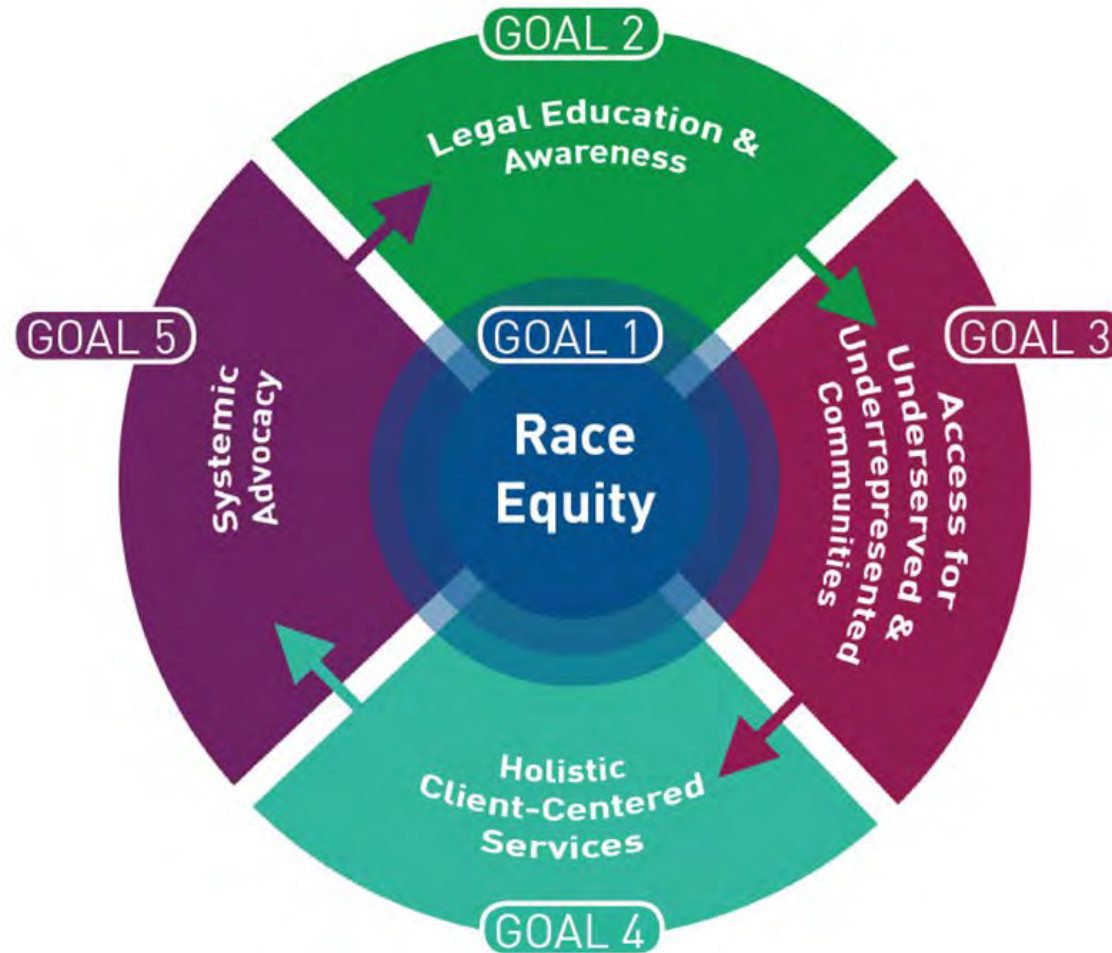 GOAL 2
Legal Education &
Awareness
GOAL 5
GOAL 1
GOAL 3
Race
Equity
Systemic
Advocacy
Access for
Underserved &
Underrepresented
Communities
Holistic
Client-Centered
Services
GOAL 4